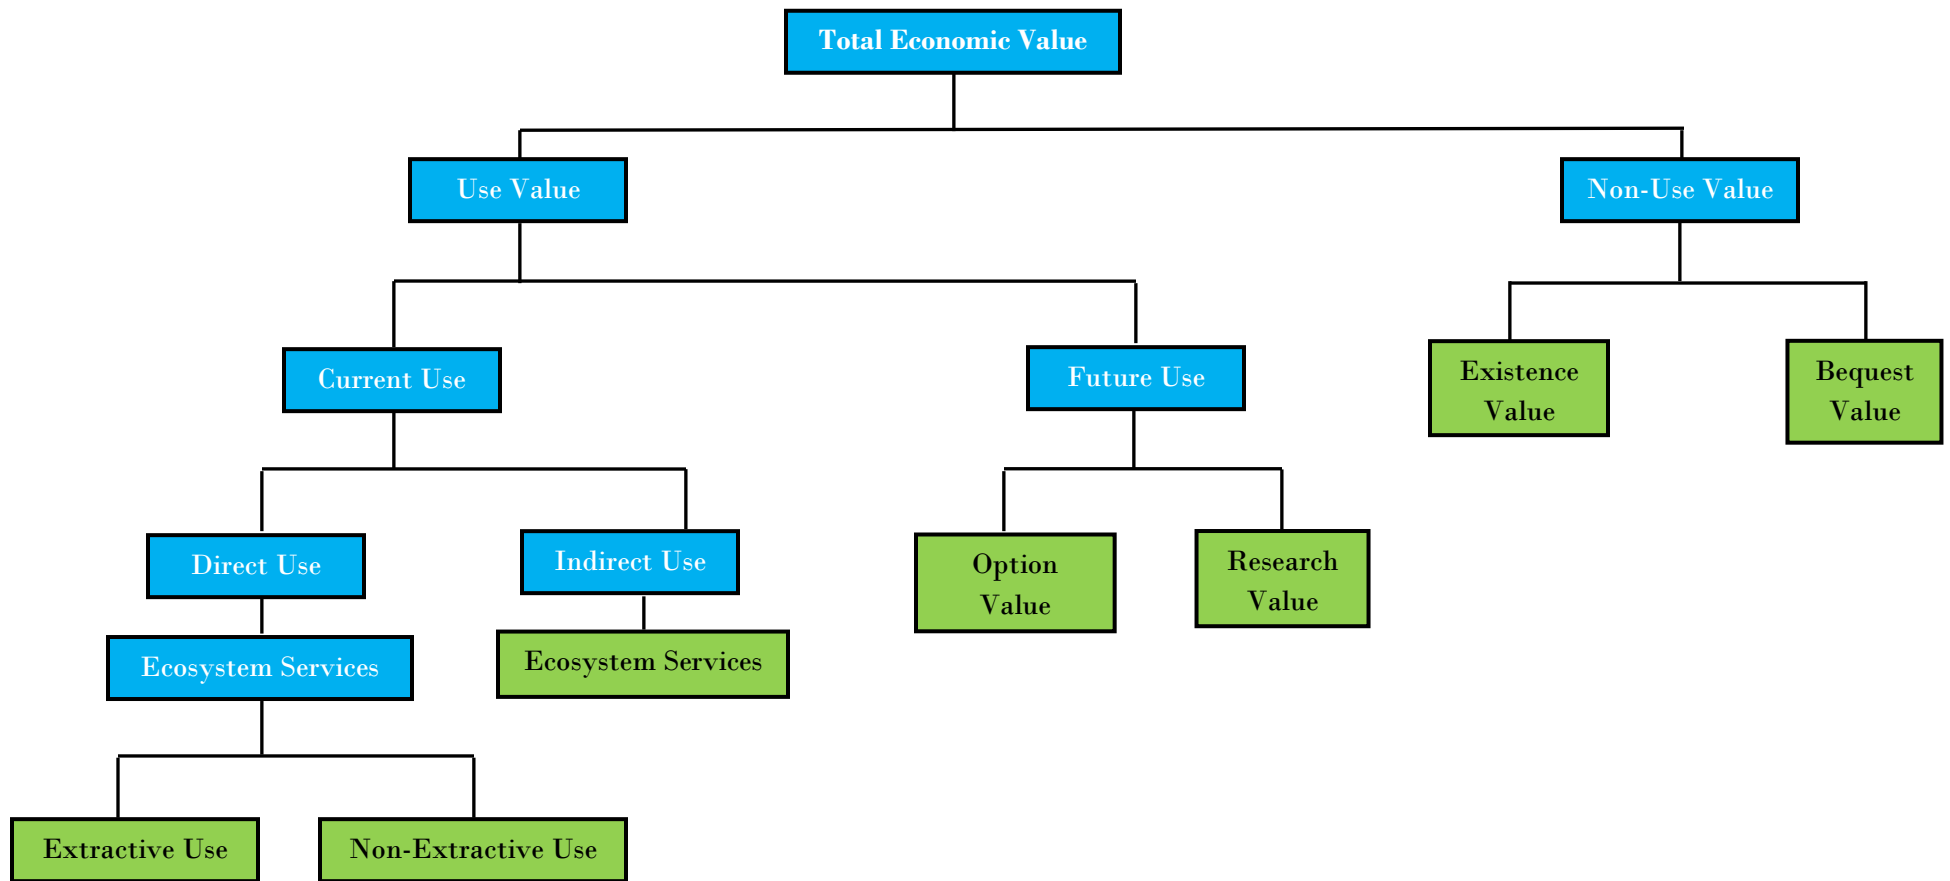 Total Economic Value
Use Value
Non-Use Value
Current Use
Future Use
Existence
Value
Bequest
Value
Direct Use
Indirect Use
Option
Value
Research
Value
Ecosystem Services
Ecosystem Services
Extractive Use
Non-Extractive Use